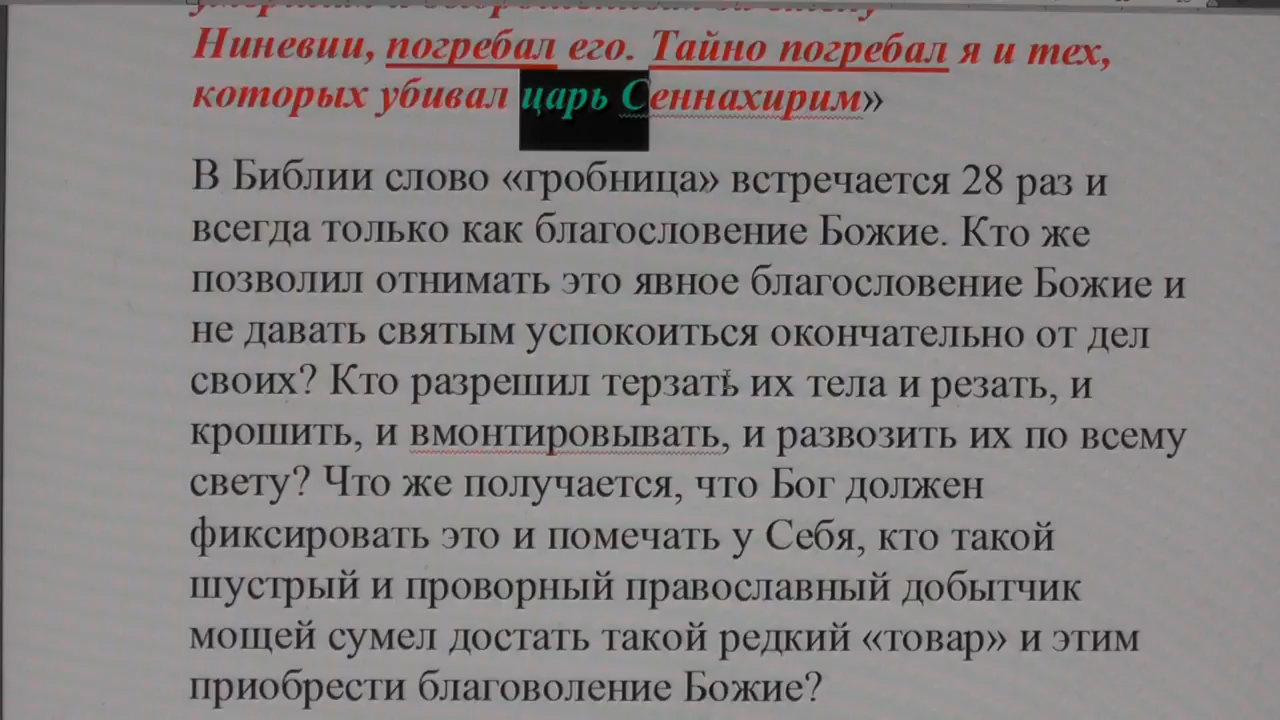 Ниневии, погребал его. Тайно погребал я и тех,
которых убивал царь Сеннахирим»
В Библии слово «гробница» встречается 28 раз и
всегда только как благословение Божие. Кто же
позволил отнимать это явное благословение Божие и
не давать святым успокоиться окончательно от дел
своих? Кто разрешил терзать их тела и резать, и
крошить, и вмонтировывать, и развозить их по всему
свету? Что же получается, что Бог должен
фиксировать это и помечать у Себя, кто такой
шустрый и проворный православный добытчик
мощей сумел достать такой редкий «товар» и этим
приобрести благоволение Божие?